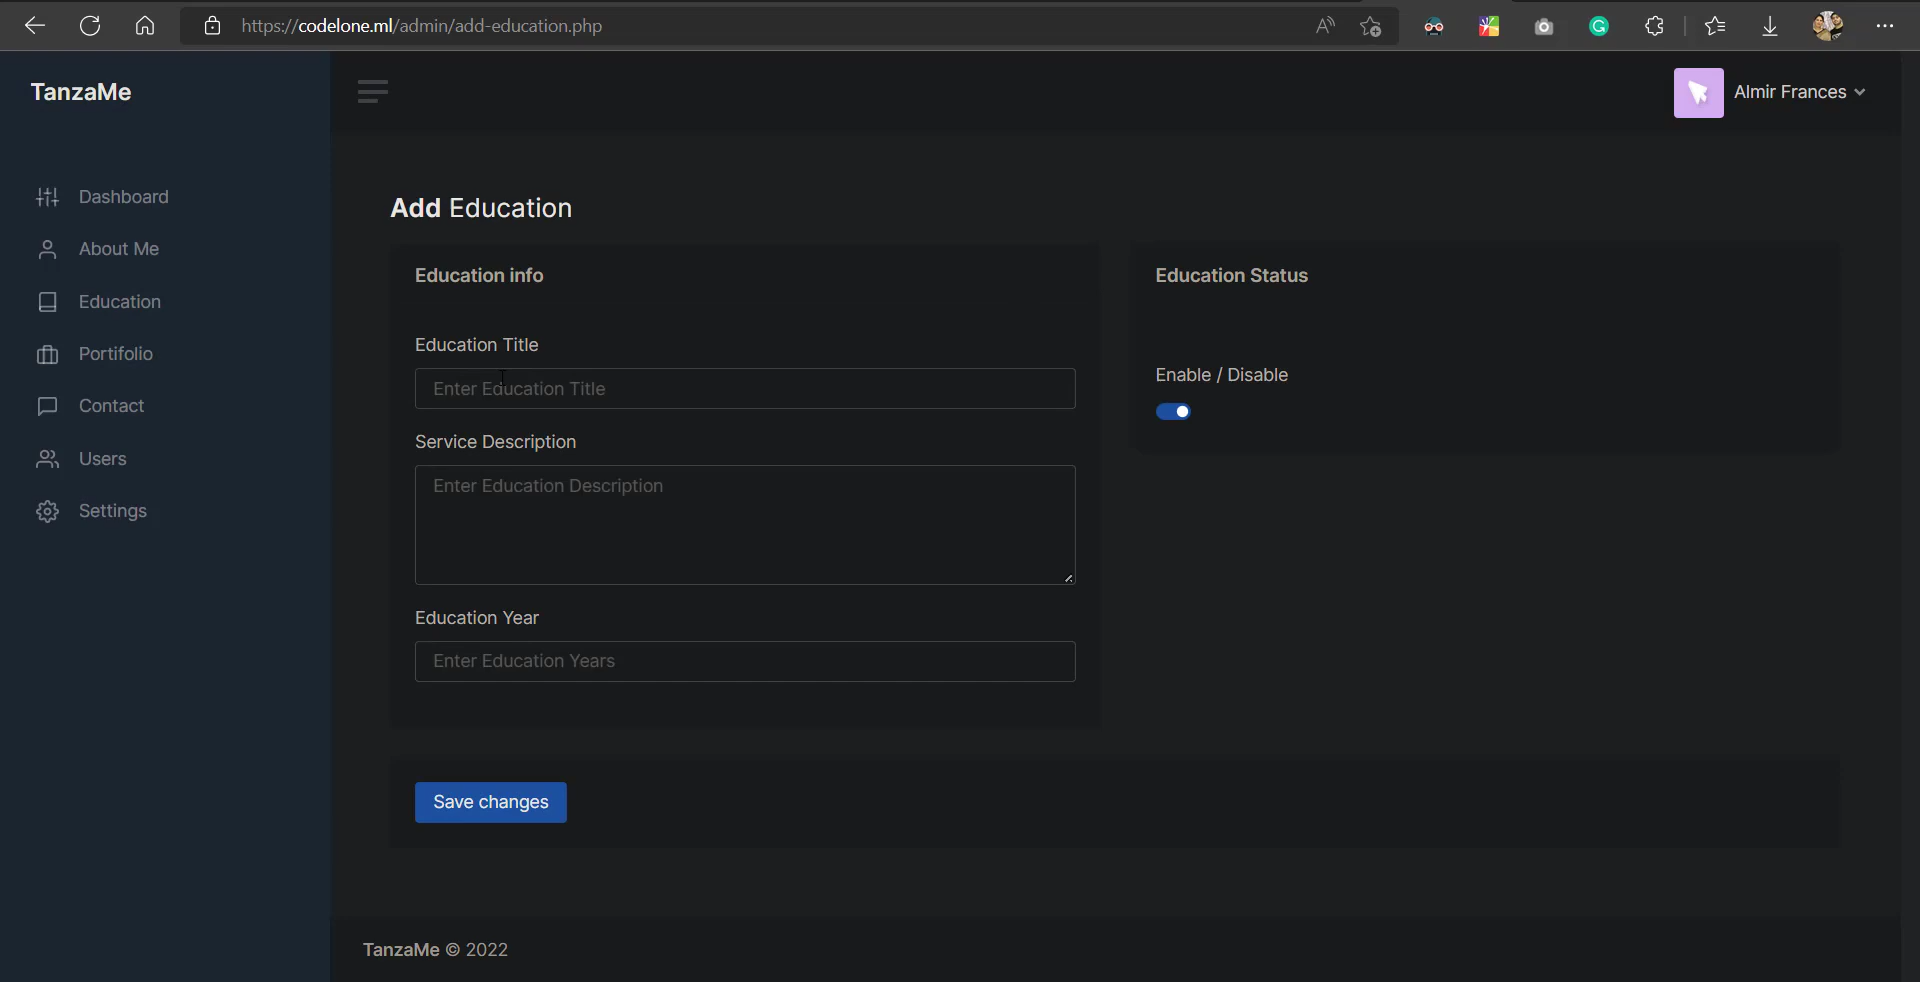 https://codelone.ml/admin/add-education.php
TanzaMe
Almir Frances
Dashboard
About Me
Education
Portifolio
Contact
Users
Settings
Add Education
Education info
Education Title
Enter Education Title
Service Description
Enter Education Description
Education Year
Enter Education Years
Education Status
Enable / Disable
Save changes
TanzaMe © 2022